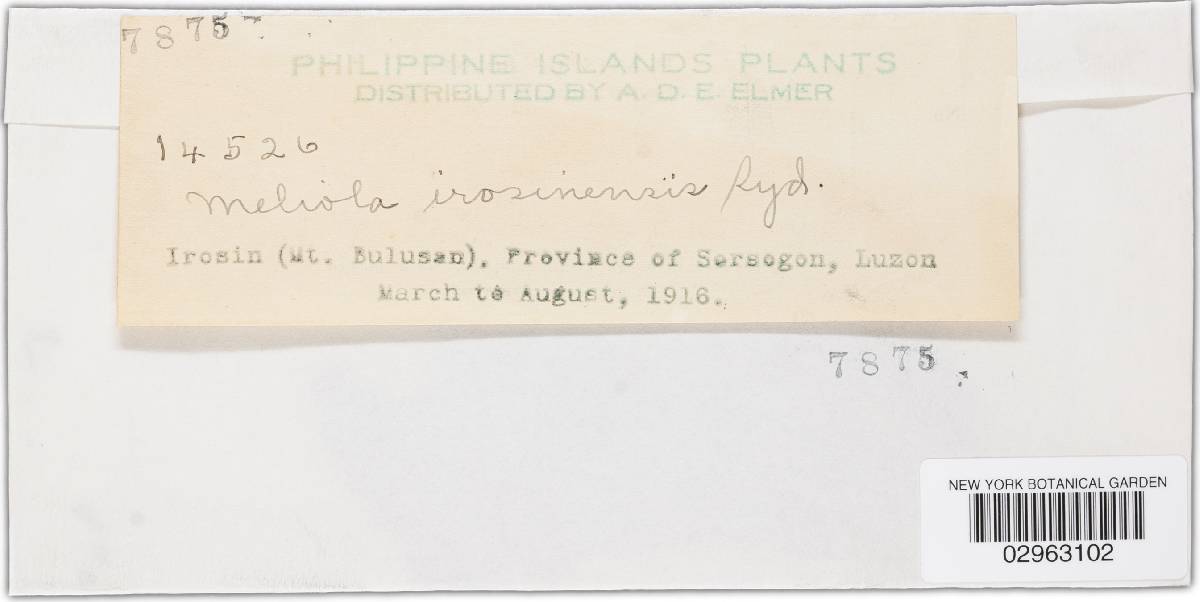 7875
PHILIPPINE ISLANDS PLANTS
DISTRIBUTED BY A. D. E. ELMER
14526
Meliola irosinensis Syd.
Irosin (Mt. Bulusan), Province of Sorsogon, Luzon
March to August, 1916.
7875
NEW YORK BOTANICAL GARDEN
02963102